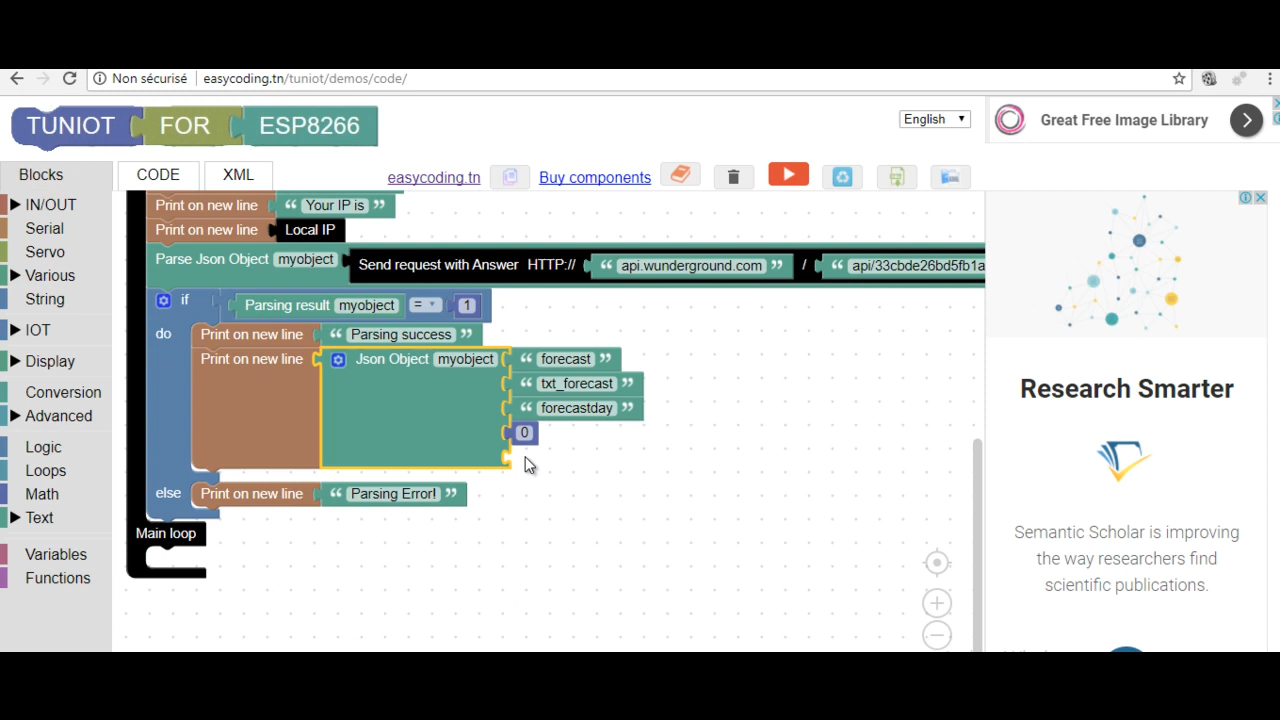 Non sécurisé easycoding.tn/tuniot/demos/code/
TUNIOT FOR ESP8266
English
Great Free Image Library
Blocks CODE XML easycoding.tn Buy components
IN/OUT
Serial
Servo
Various
String
IOT
Display
Conversion
Advanced
Logic
Loops
Math
Text
Variables
Functions
Print on new line “ Your IP is ”
Print on new line Local IP
Parse Json Object myobject Send request with Answer HTTP:// “ api.wunderground.com ” / “ api/33cbde26bd5fb1a
if Parsing result myobject = 1
do Print on new line “ Parsing success ”
Print on new line Json Object myobject “ forecast ”
“ txt_forecast ”
“ forecastday ”
0
else Print on new line “ Parsing Error! ”
Main loop
Research Smarter
Semantic Scholar is improving
the way researchers find
scientific publications.